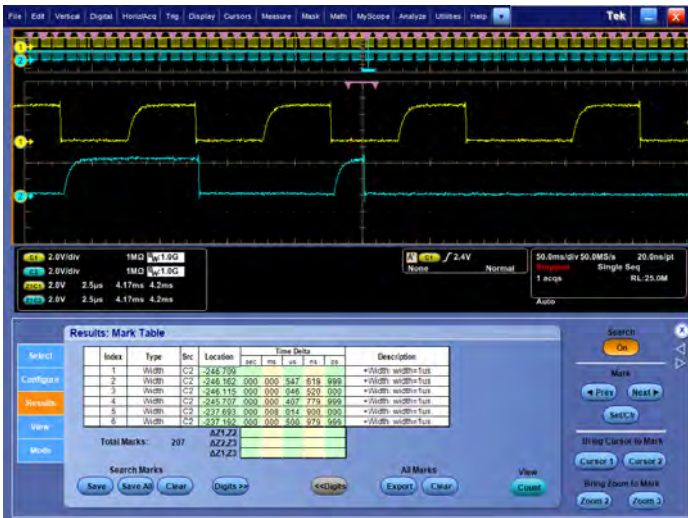 File Edit Vertical Digital Horiz/Acq Trig Display Cursors Measure Mask Math MyScope Analyze Utilities Help Tek
1
2
1
2
C1 2.0V/div 1MΩ BW:1.0G
C2 2.0V/div 1MΩ BW:1.0G
Z1C1 2.0V 2.5µs 4.17ms 4.2ms
Z1C2 2.0V 2.5µs 4.17ms 4.2ms
A' C1 2.4V
None Normal
50.0ms/div 50.0MS/s 20.0ns/pt
Stopped Single Seq
1 acqs RL:25.0M
Auto
Results: Mark Table
Select
Configure
Results
View
Mode
Index Type Src Location Time Delta Description
sec ms us ns ps
1 Width C2 -246.709
2 Width C2 -246.162 000 000 547 619 999 +Width: width=1us
3 Width C2 -246.115 000 000 046 520 000 +Width: width=1us
4 Width C2 -245.707 000 000 407 779 999 +Width: width=1us
5 Width C2 -237.693 000 008 014 900 000 +Width: width=1us
6 Width C2 -237.192 000 000 500 979 999 +Width: width=1us
Total Marks: 207
ΔZ1,Z2
ΔZ2,Z3
ΔZ1,Z3
Search Marks
Save Save All Clear Digits >> <<Digits
All Marks
Export Clear
View
Count
Search
On
X
Mark
Prev Next
Set/Clr
Bring Cursor to Mark
Cursor 1 Cursor 2
Bring Zoom to Mark
Zoom 2 Zoom 3